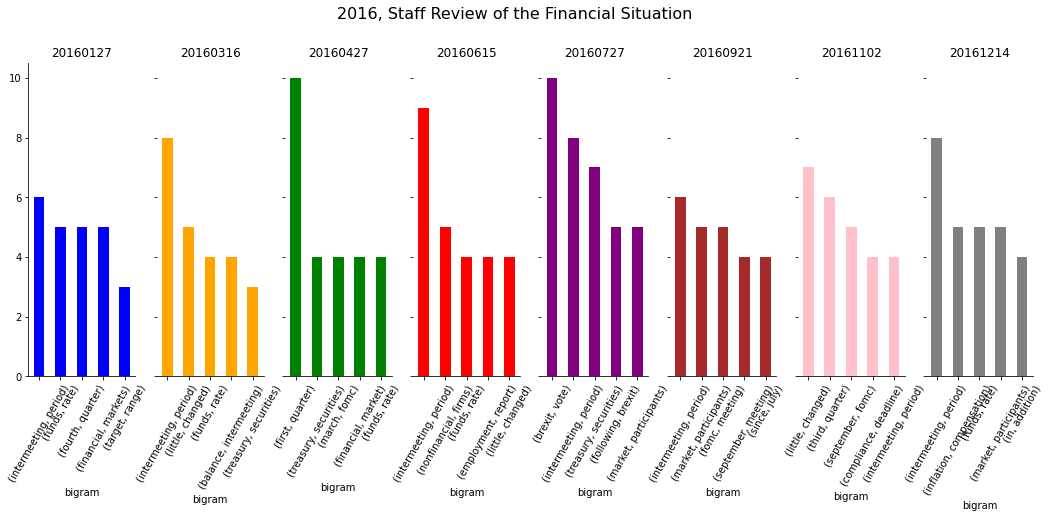 2016, Staff Review of the Financial Situation
20160127
20160316
20160427
20160615
20160727
20160921
20161102
20161214
10
8
6
4
2
0
(intermeeting, period)
(funds, rate)
(fourth, quarter)
(financial, markets)
(target, range)
bigram
(intermeeting, period)
(little, changed)
(funds, rate)
(balance, intermeeting)
(treasury, securities)
bigram
(first, quarter)
(treasury, securities)
(march, fomc)
(financial, market)
(funds, rate)
bigram
(intermeeting, period)
(nonfinancial, firms)
(funds, rate)
(employment, report)
(little, changed)
bigram
(brexit, vote)
(intermeeting, period)
(treasury, securities)
(following, brexit)
(market, participants)
bigram
(intermeeting, period)
(market, participants)
(fomc, meeting)
(september, meeting)
(since, july)
bigram
(little, changed)
(third, quarter)
(september, fomc)
(compliance, deadline)
(intermeeting, period)
bigram
(intermeeting, period)
(inflation, compensation)
(funds, rate)
(market, participants)
(in, addition)
bigram